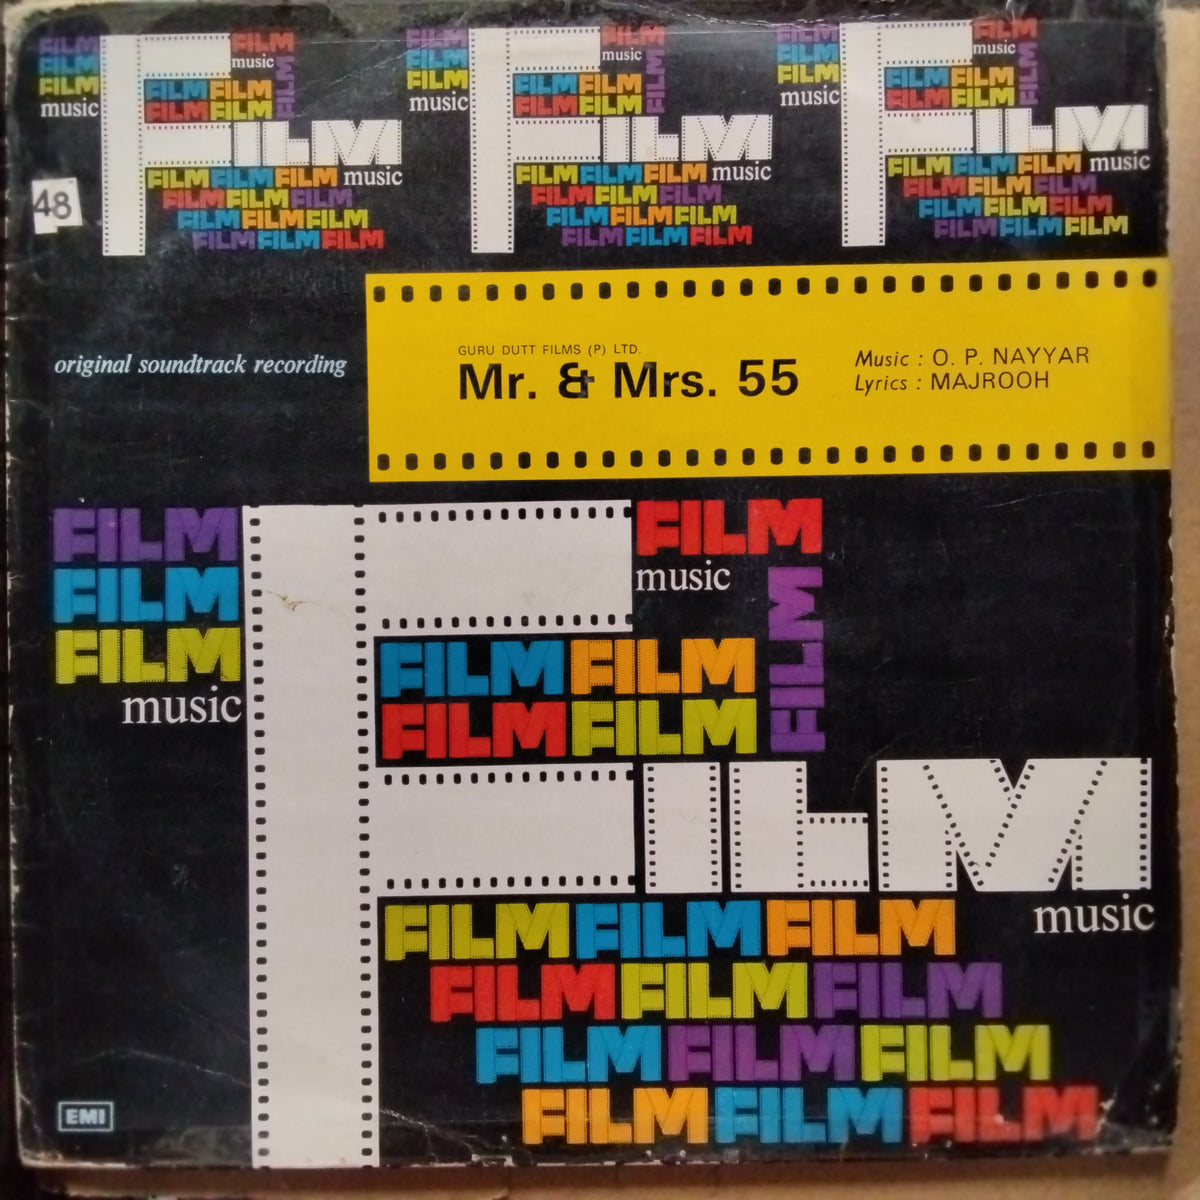 FILM FILM FILM music
FILM music
FILM FILM
FILM FILM
FILM
FILM music
FILM FILM FILM
FILM FILM FILM
FILM FILM FILM
FILM FILM FILM
FILM FILM FILM music
FILM music
FILM FILM
FILM FILM
FILM
FILM music
FILM FILM FILM
FILM FILM FILM
FILM FILM FILM
FILM FILM FILM
FILM FILM FILM music
FILM music
FILM FILM
FILM FILM
FILM
FILM music
FILM FILM FILM
FILM FILM FILM
FILM FILM FILM
FILM FILM FILM
48
original soundtrack recording
GURU DUTT FILMS (P) LTD.
Mr. & Mrs. 55
Music : O. P. NAYYAR
Lyrics : MAJROOH
FILM
FILM
FILM
music
FILM
music
FILM
FILM FILM
FILM FILM
FILM
music
FILM FILM FILM
FILM FILM FILM
FILM FILM FILM
FILM FILM FILM
EMI